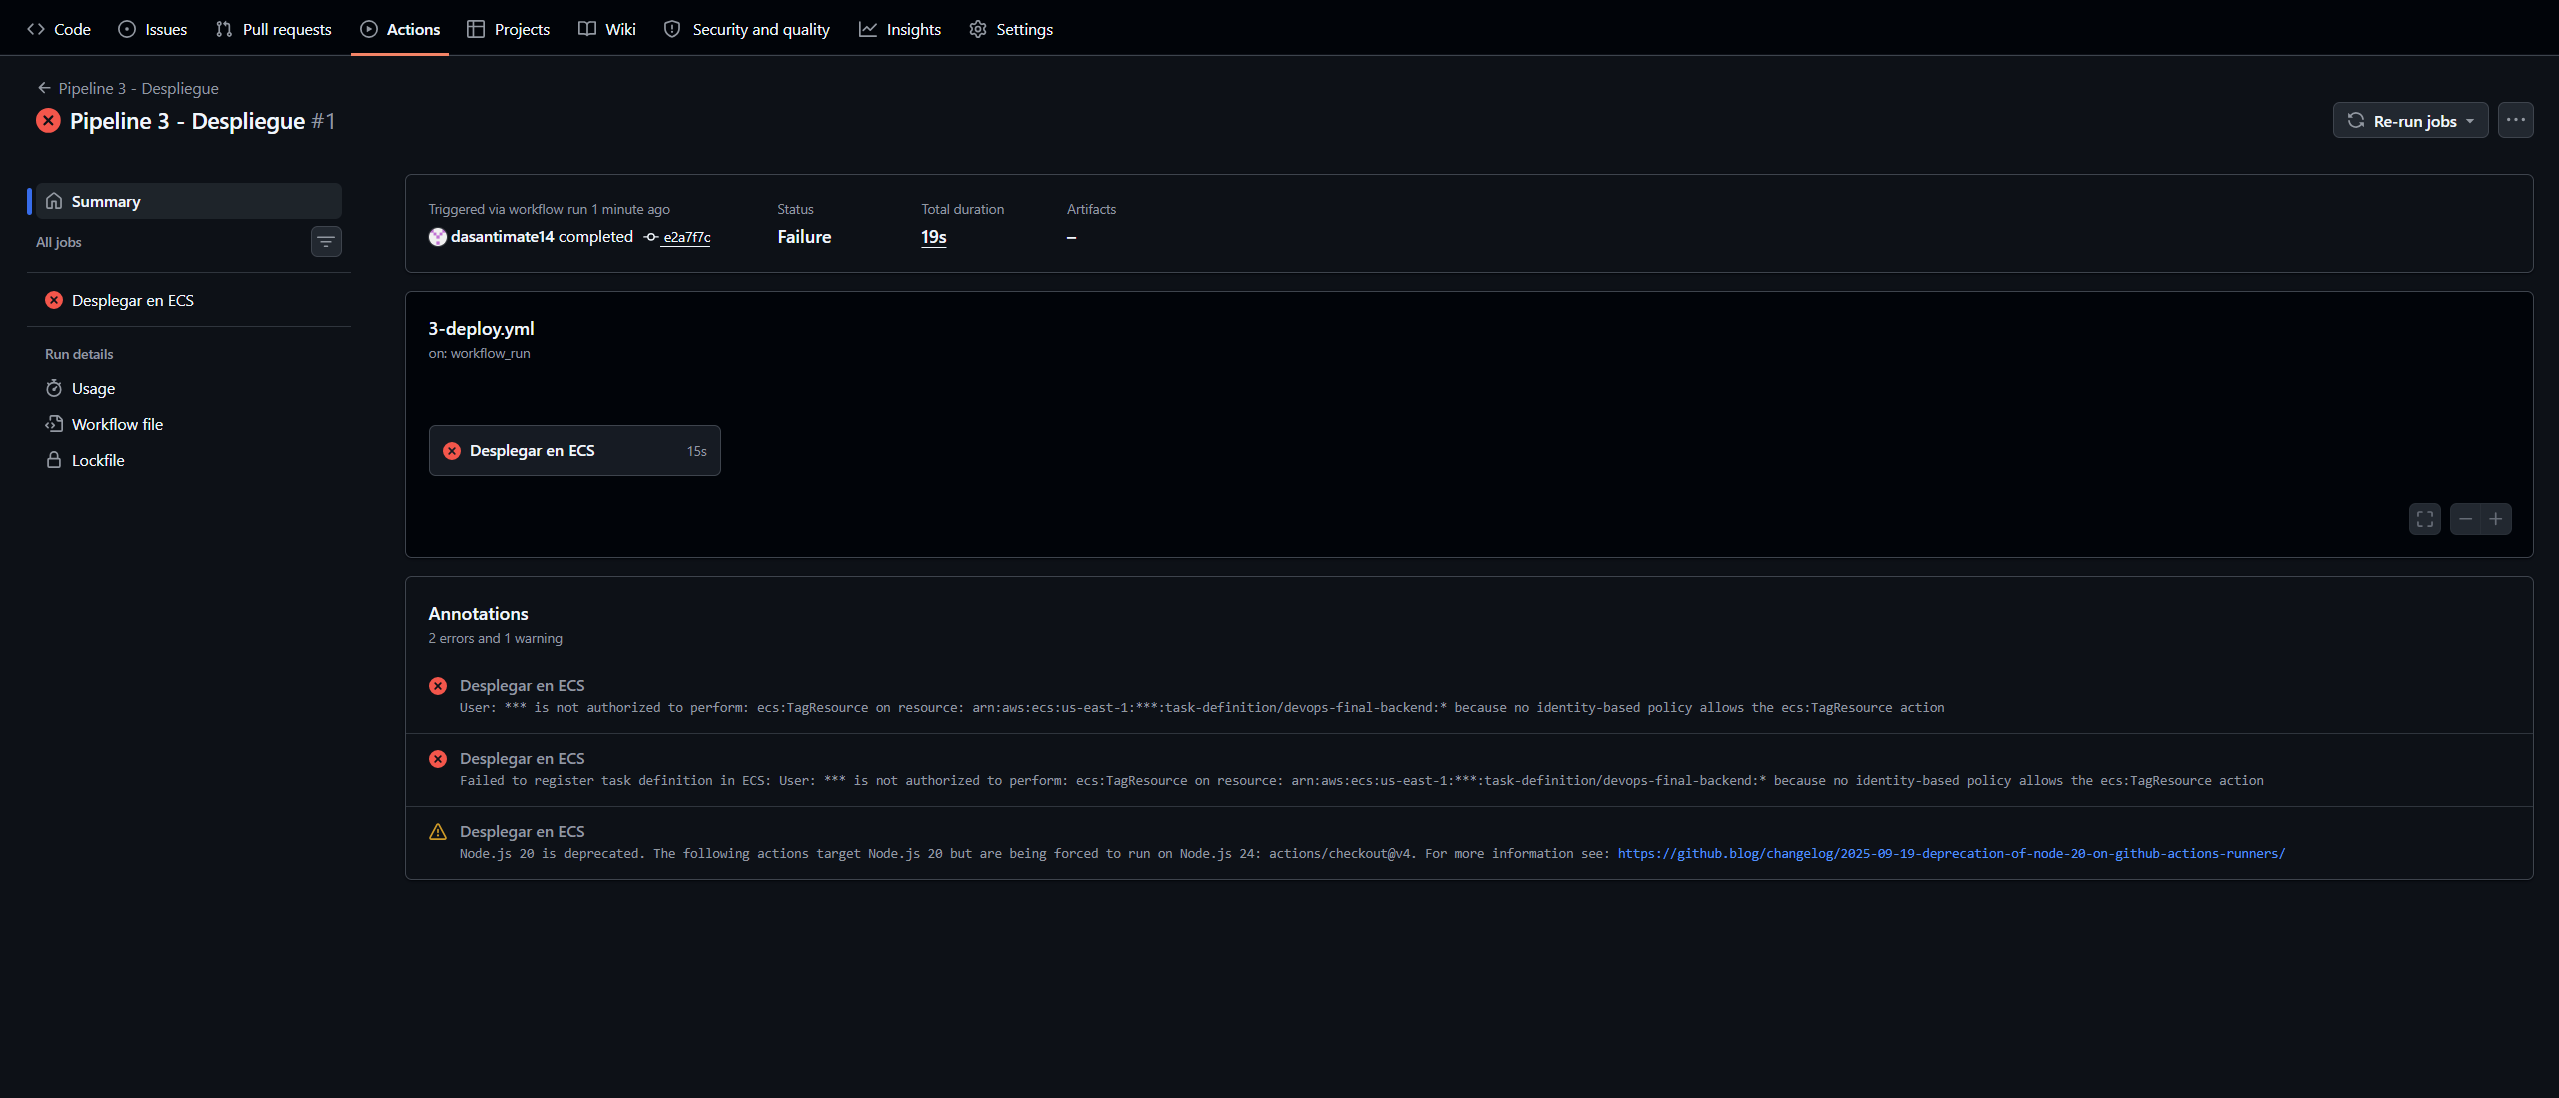 Code Issues Pull requests Actions Projects Wiki Security and quality Insights Settings
Pipeline 3 - Despliegue
Pipeline 3 - Despliegue #1
Re-run jobs
Summary
All jobs
Desplegar en ECS
Run details
Usage
Workflow file
Lockfile
Triggered via workflow run 1 minute ago
dasantimate14 completed e2a7f7c
Status
Failure
Total duration
19s
Artifacts
–
3-deploy.yml
on: workflow_run
Desplegar en ECS 15s
Annotations
2 errors and 1 warning
Desplegar en ECS
User: *** is not authorized to perform: ecs:TagResource on resource: arn:aws:ecs:us-east-1:***:task-definition/devops-final-backend:* because no identity-based policy allows the ecs:TagResource action
Desplegar en ECS
Failed to register task definition in ECS: User: *** is not authorized to perform: ecs:TagResource on resource: arn:aws:ecs:us-east-1:***:task-definition/devops-final-backend:* because no identity-based policy allows the ecs:TagResource action
Desplegar en ECS
Node.js 20 is deprecated. The following actions target Node.js 20 but are being forced to run on Node.js 24: actions/checkout@v4. For more information see: https://github.blog/changelog/2025-09-19-deprecation-of-node-20-on-github-actions-runners/